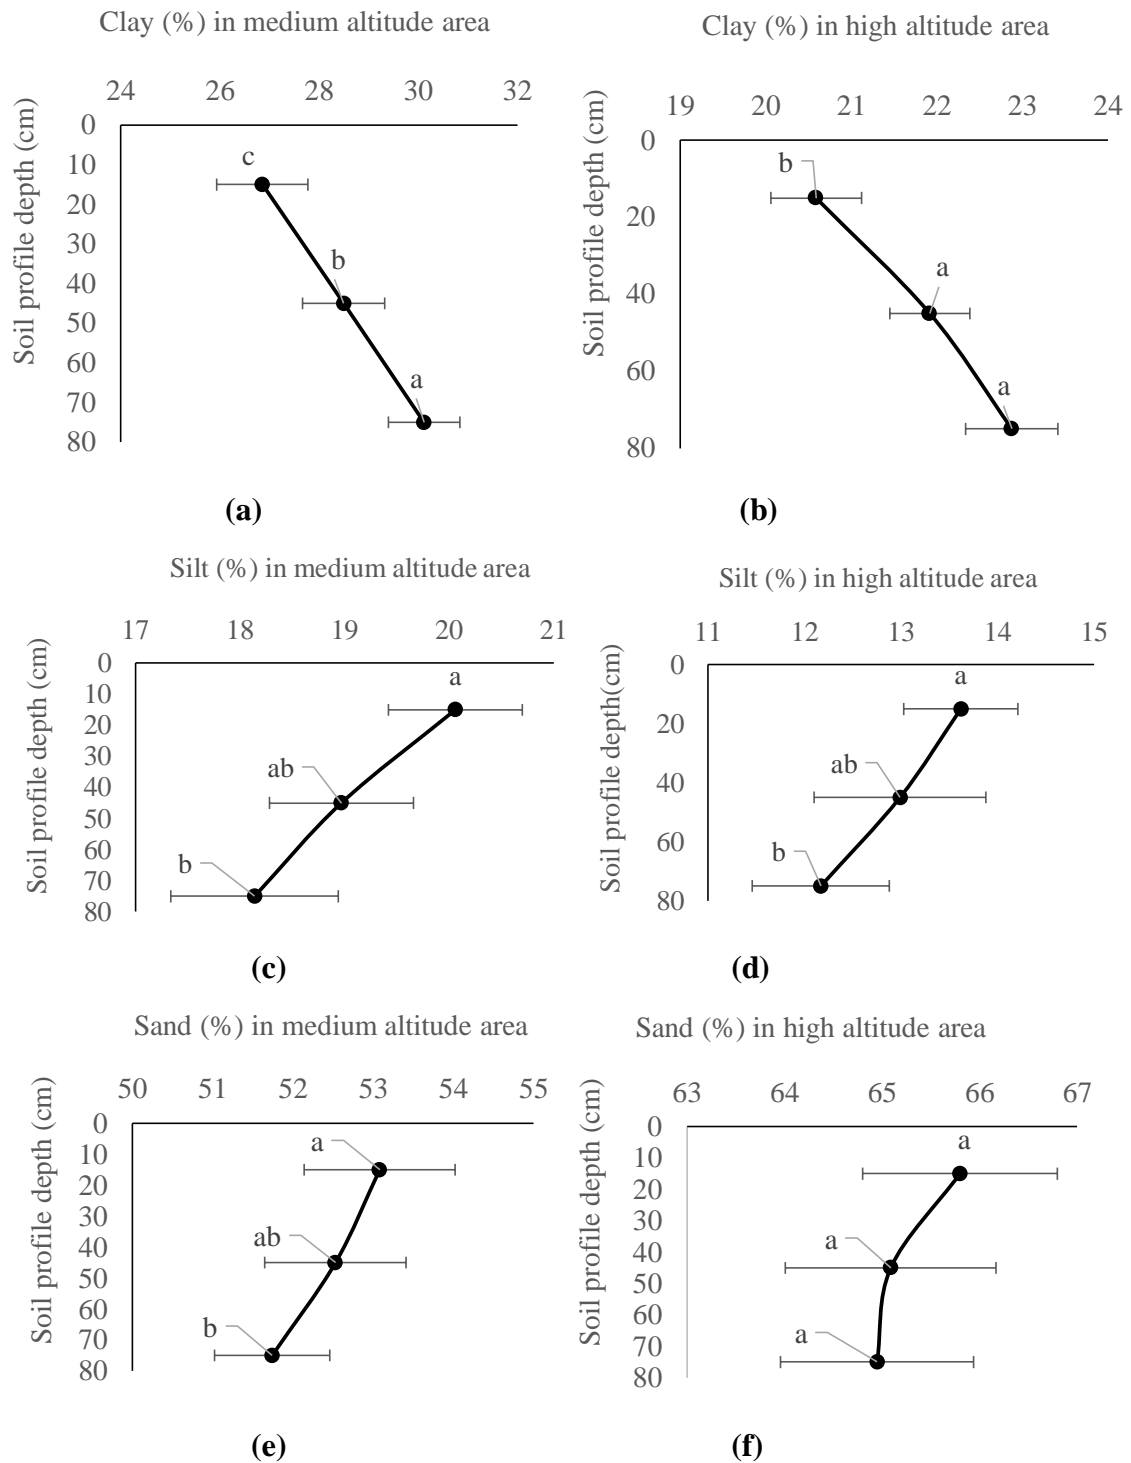 Clay (%) in medium altitude area
24 26 28 30 32
Soil profile depth (cm)
0
10
20
30
40
50
60
70
80
c
b
a
(a)
Clay (%) in high altitude area
19 20 21 22 23 24
Soil profile depth (cm)
0
20
40
60
80
b
a
a
(b)
Silt (%) in medium altitude area
17 18 19 20 21
Soil profile depth (cm)
0
10
20
30
40
50
60
70
80
a
ab
b
(c)
Silt (%) in high altitude area
11 12 13 14 15
Soil profile depth(cm)
0
20
40
60
80
a
ab
b
(d)
Sand (%) in medium altitude area
50 51 52 53 54 55
Soil profile depth (cm)
0
10
20
30
40
50
60
70
80
a
ab
b
(e)
Sand (%) in high altitude area
63 64 65 66 67
Soil profile depth (cm)
0
10
20
30
40
50
60
70
80
a
a
a
(f)